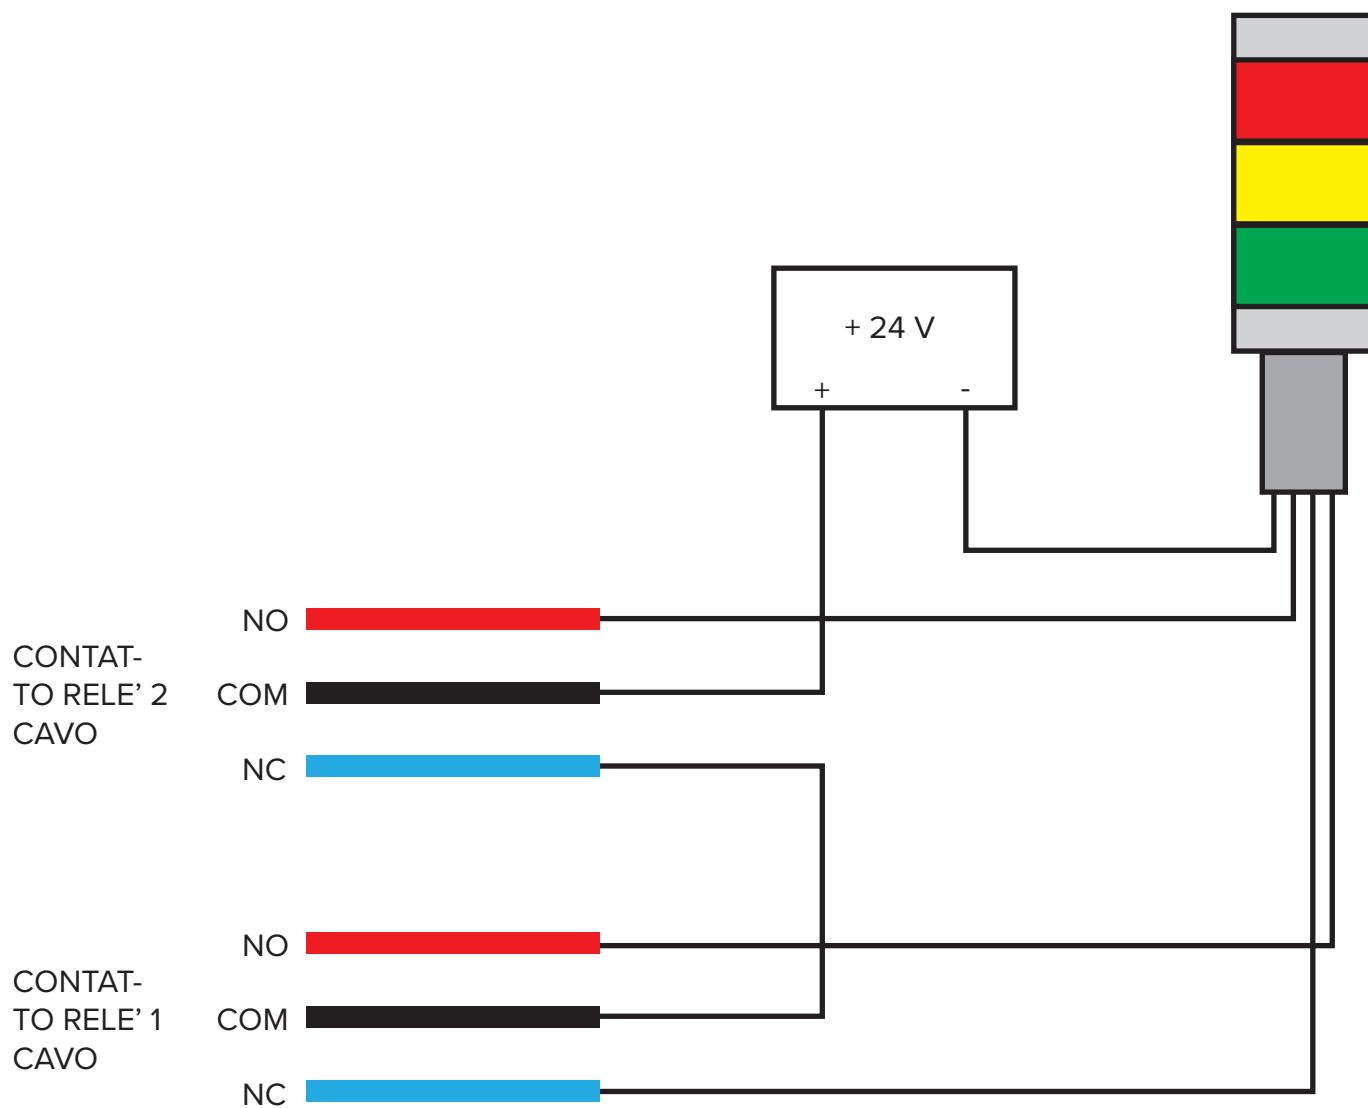 + 24 V
+ -
NO
CONTAT-
TO RELE’ 2
CAVO
COM
NC
NO
CONTAT-
TO RELE’ 1
CAVO
COM
NC